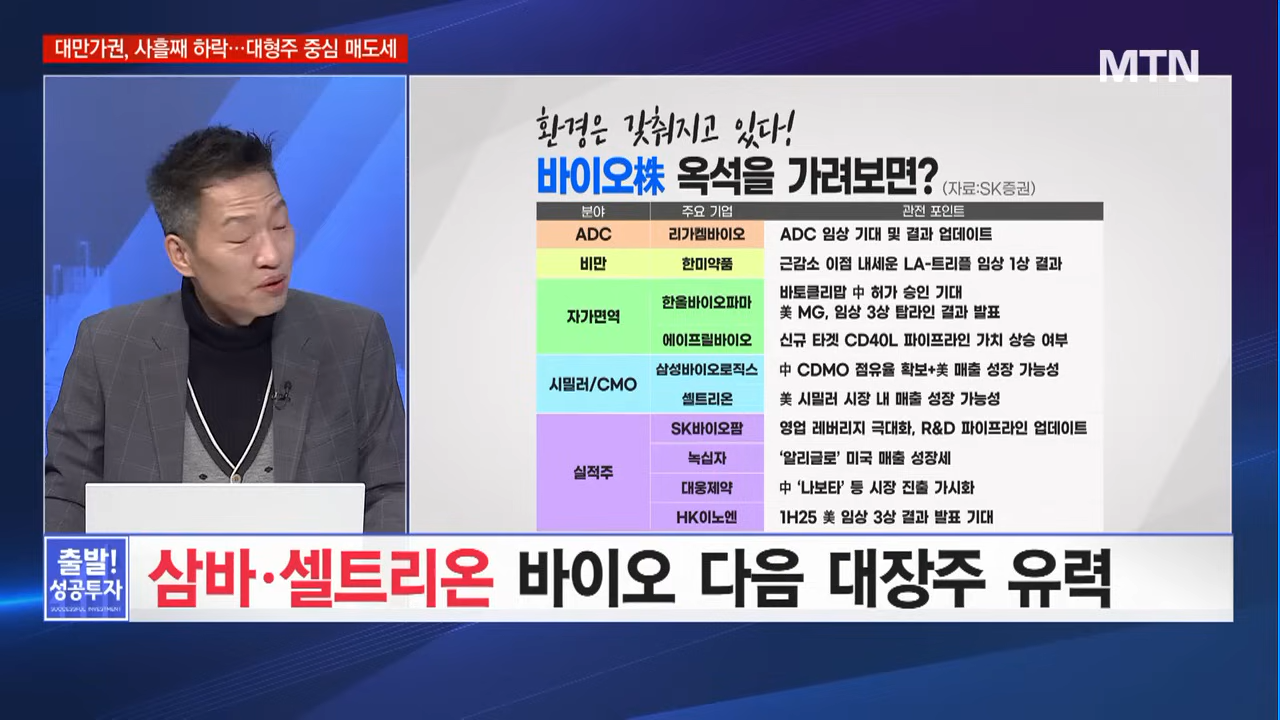 대만가권, 사흘째 하락…대형주 중심 매도세
MTN
환경은 갖춰지고 있다!
바이오株 옥석을 가려보면? (자료:SK증권)
분야 주요 기업 관전 포인트
ADC 리가켐바이오 ADC 임상 기대 및 결과 업데이트
비만 한미약품 근감소 이점 내세운 LA-트리플 임상 1상 결과
자가면역 한올바이오파마 바토클리맙 中 허가 승인 기대
美 MG, 임상 3상 탑라인 결과 발표
에이프릴바이오 신규 타겟 CD40L 파이프라인 가치 상승 여부
시밀러/CMO 삼성바이오로직스 中 CDMO 점유율 확보+美 매출 성장 가능성
셀트리온 美 시밀러 시장 내 매출 성장 가능성
실적주 SK바이오팜 영업 레버리지 극대화, R&D 파이프라인 업데이트
녹십자 '알리글로' 미국 매출 성장세
대웅제약 中 '나보타' 등 시장 진출 가시화
HK이노엔 1H25 美 임상 3상 결과 발표 기대
출발!
성공투자
SUCCESSFUL INVESTMENT
삼바·셀트리온 바이오 다음 대장주 유력